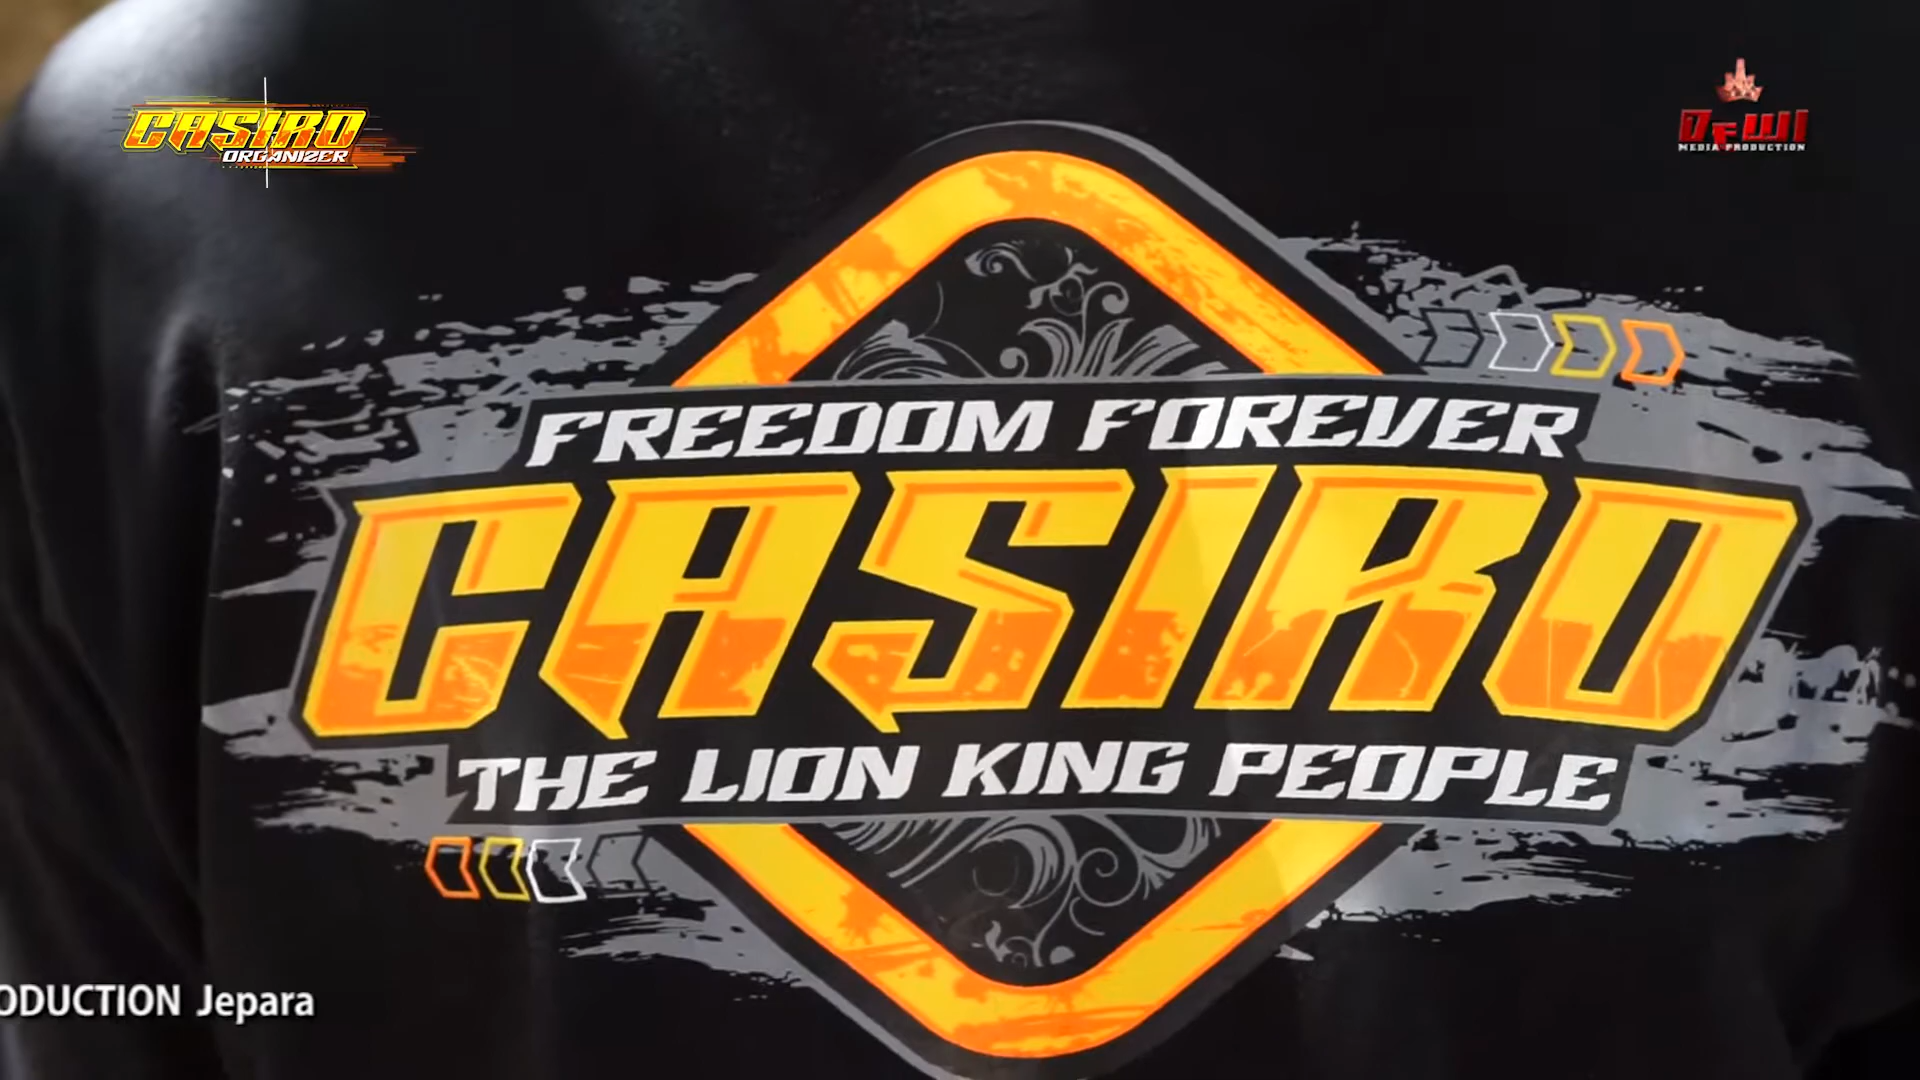 CASIRO
ORGANIZER
DEWI
MEDIA PRODUCTION
FREEDOM FOREVER
CASIRO
THE LION KING PEOPLE
ODUCTION Jepara